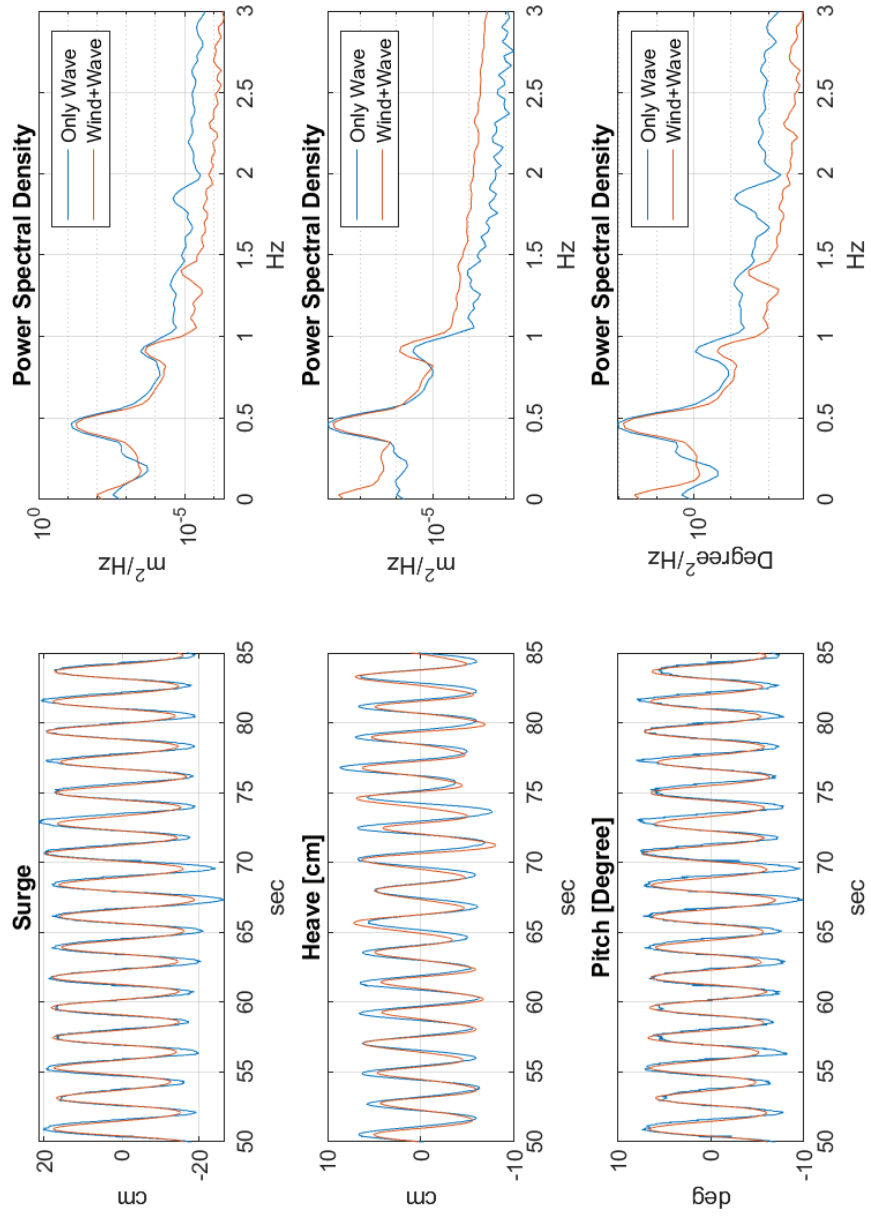 Surge
cm
20
0
-20
50
55
60
65
70
75
80
85
sec
Power Spectral Density
m²/Hz
10⁰
10⁻⁵
0
0.5
1
1.5
2
2.5
3
Hz
Only Wave
Wind+Wave
Heave [cm]
cm
10
0
-10
50
55
60
65
70
75
80
85
sec
Power Spectral Density
m²/Hz
10⁻⁵
0
0.5
1
1.5
2
2.5
3
Hz
Only Wave
Wind+Wave
Pitch [Degree]
deg
10
0
-10
50
55
60
65
70
75
80
85
sec
Power Spectral Density
Degree²/Hz
10⁰
0
0.5
1
1.5
2
2.5
3
Hz
Only Wave
Wind+Wave